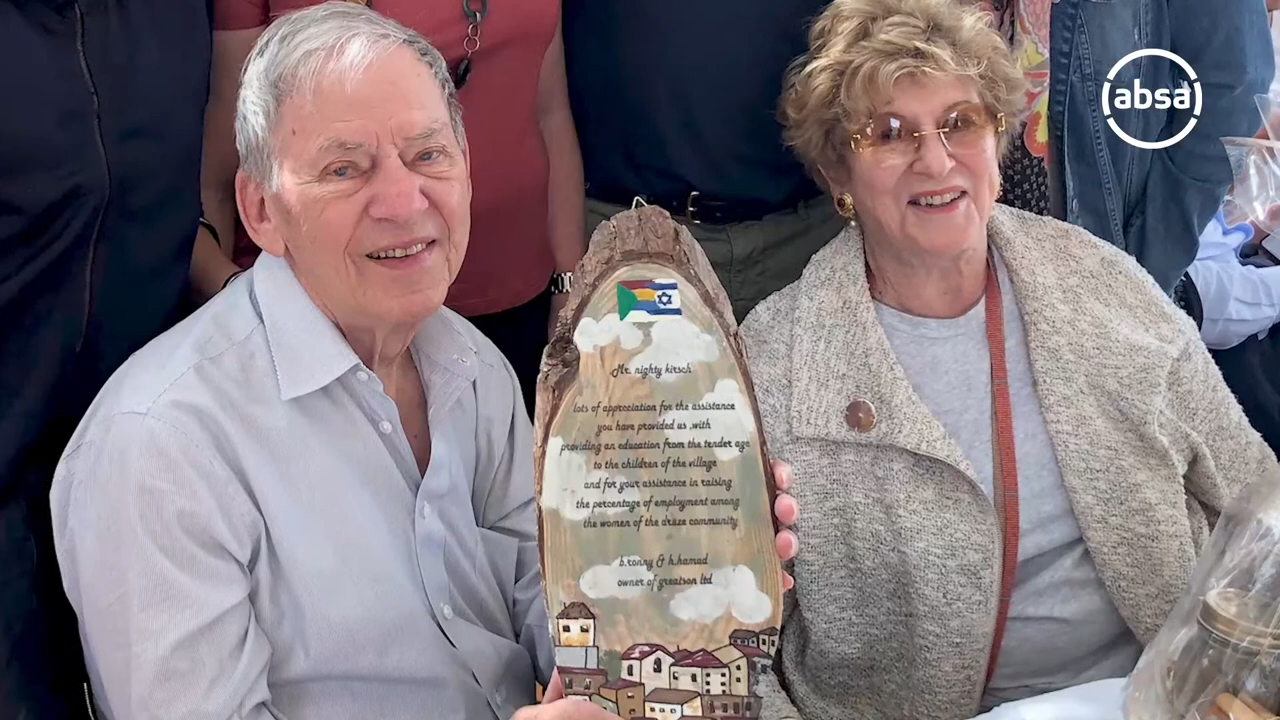 absa
Mr. nighty kirsch
lots of appreciation for the assistance
you have provided us ,with
providing an education from the tender age
to the children of the village
and for your assistance in raising
the percentage of employment among
the women of the druze community
b.ronny & h.hamad
owner of greatson ltd